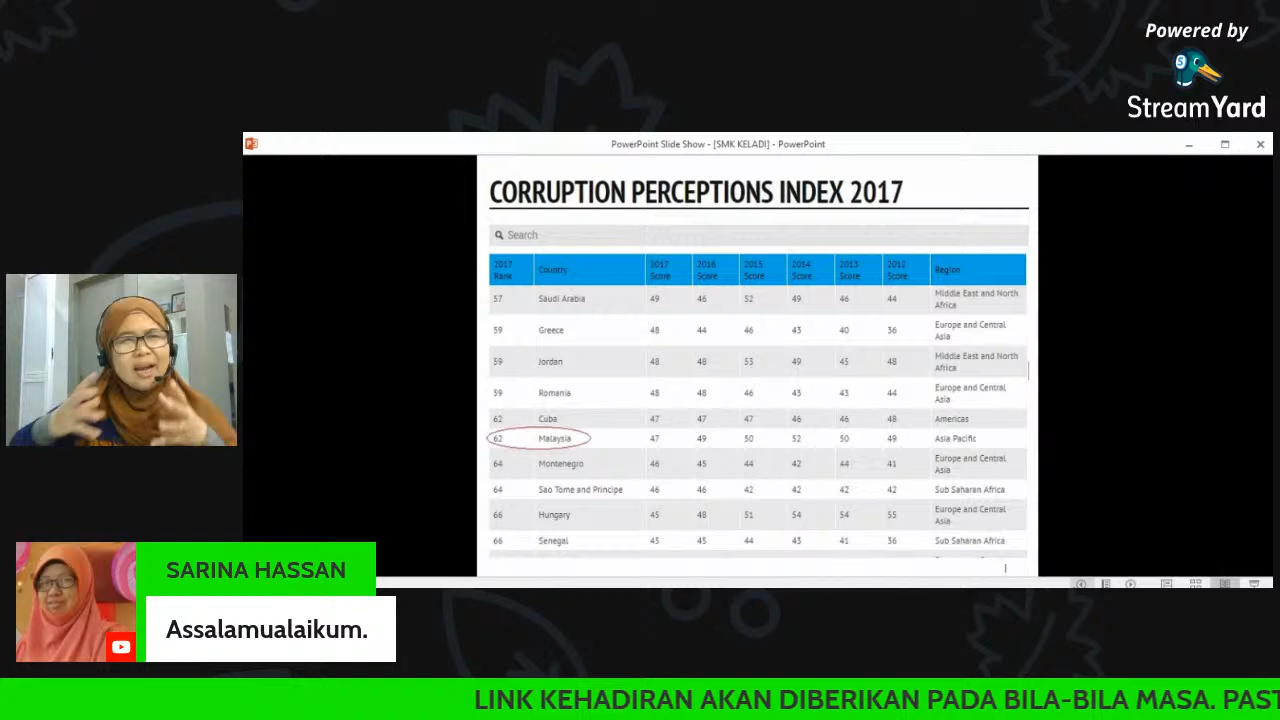 Powered by
StreamYard
PowerPoint Slide Show - [SMK KELADI] - PowerPoint
CORRUPTION PERCEPTIONS INDEX 2017
Search
2017 Rank Country 2017 Score 2016 Score 2015 Score 2014 Score 2013 Score 2012 Score Region
57 Saudi Arabia 49 46 52 49 46 44 Middle East and North Africa
59 Greece 48 44 46 43 40 36 Europe and Central Asia
59 Jordan 48 48 53 49 45 48 Middle East and North Africa
59 Romania 48 48 46 43 43 44 Europe and Central Asia
62 Cuba 47 47 47 46 46 48 Americas
62 Malaysia 47 49 50 52 50 49 Asia Pacific
64 Montenegro 46 45 44 42 44 41 Europe and Central Asia
64 Sao Tome and Principe 46 46 42 42 42 42 Sub Saharan Africa
66 Hungary 45 48 51 54 54 55 Europe and Central Asia
66 Senegal 45 45 44 43 41 36 Sub Saharan Africa
SARINA HASSAN
Assalamualaikum.
LINK KEHADIRAN AKAN DIBERIKAN PADA BILA-BILA MASA. PAST